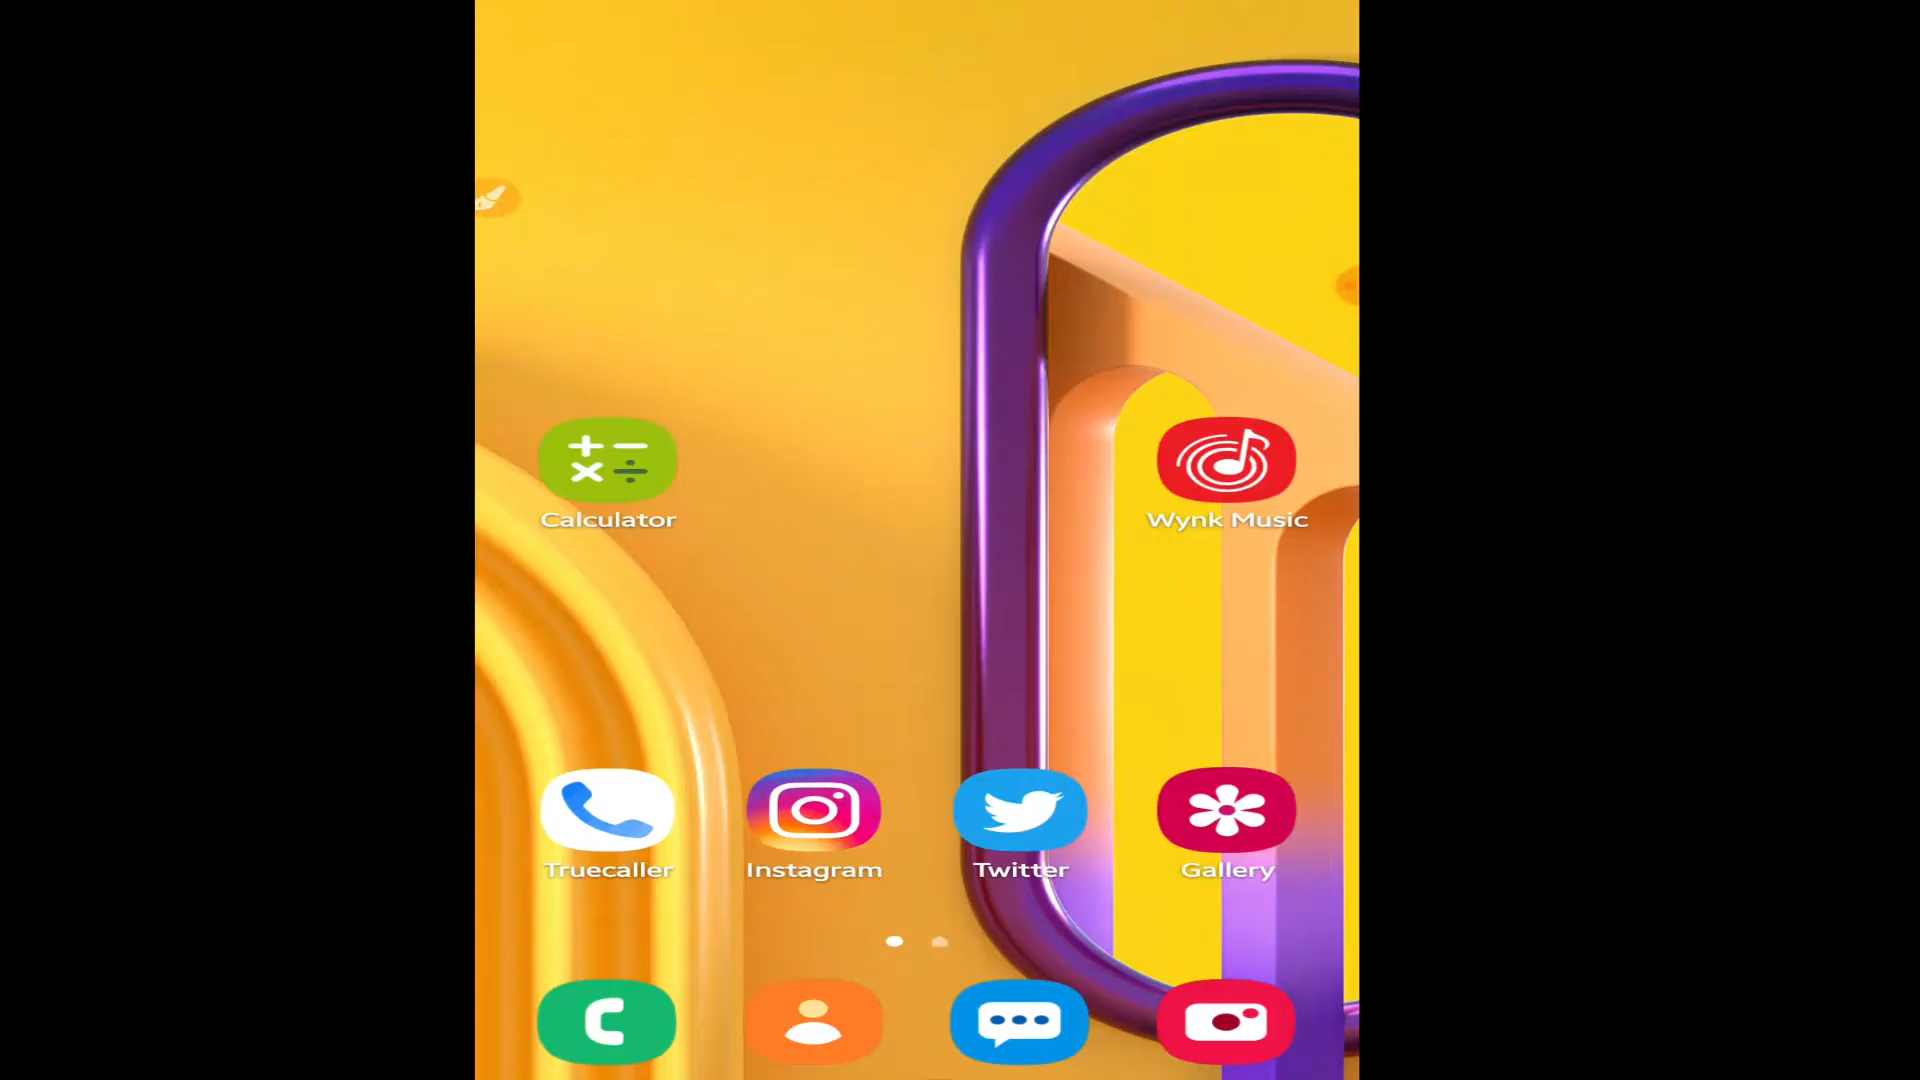 Calculator
Wynk Music
Truecaller
Instagram
Twitter
Gallery